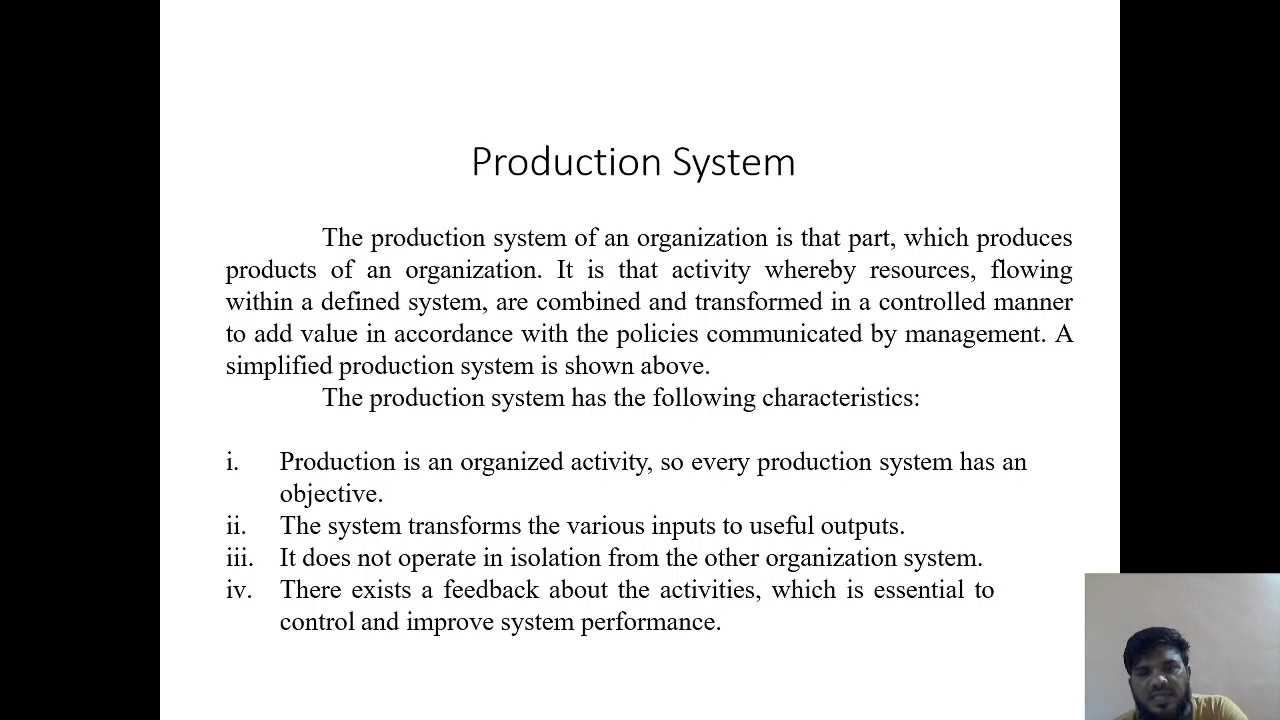 Production System
The production system of an organization is that part, which produces
products of an organization. It is that activity whereby resources, flowing
within a defined system, are combined and transformed in a controlled manner
to add value in accordance with the policies communicated by management. A
simplified production system is shown above.
The production system has the following characteristics:
i. Production is an organized activity, so every production system has an
objective.
ii. The system transforms the various inputs to useful outputs.
iii. It does not operate in isolation from the other organization system.
iv. There exists a feedback about the activities, which is essential to
control and improve system performance.